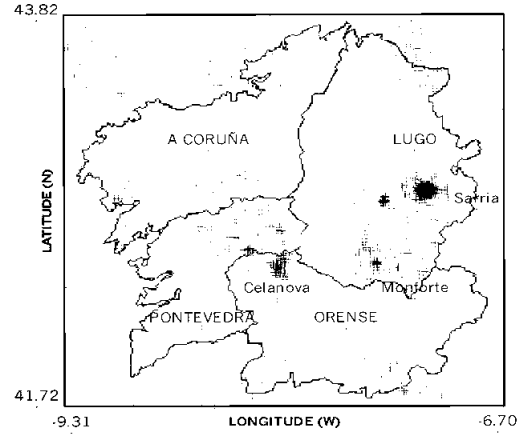 43.82
A CORUÑA
LUGO
LATITUDE (N)
Sarria
Celanova
Monforte
PONTEVEDRA
ORENSE
41.72
-9.31
LONGITUDE (W)
-6.70